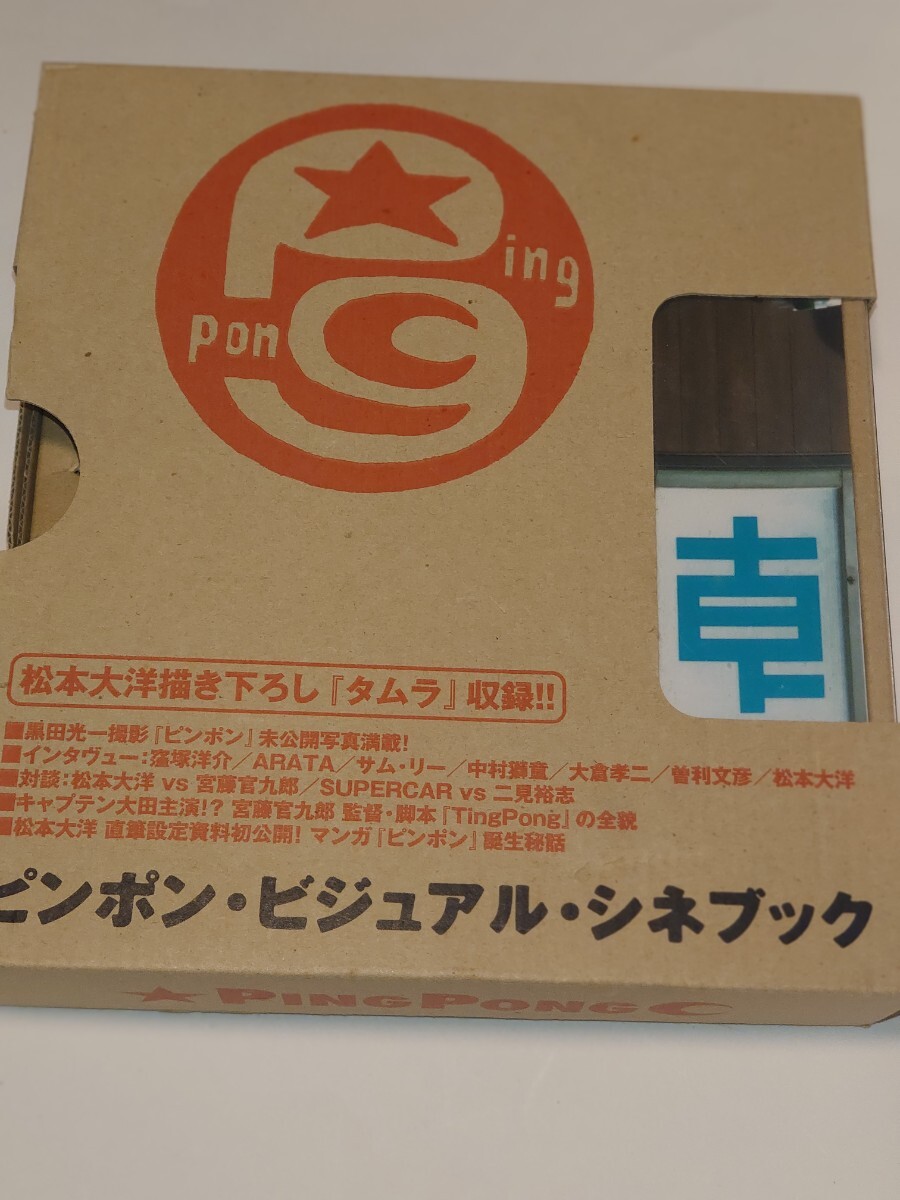 ing
pon
卓
松本大洋描き下ろし『タムラ』収録!!
■黒田光一撮影『ピンポン』未公開写真満載!
■インタヴュー:窪塚洋介/ARATA/サム・リー/中村獅童/大倉孝二/曽利文彦/松本大洋
■対談:松本大洋 vs 宮藤官九郎/SUPERCAR vs 二見裕志
■キャプテン大田主演!? 宮藤官九郎 監督・脚本『TingPong』の全貌
■松本大洋 直筆設定資料初公開! マンガ『ピンポン』誕生秘話
ピンポン・ビジュアル・シネブック
★PINGPONG